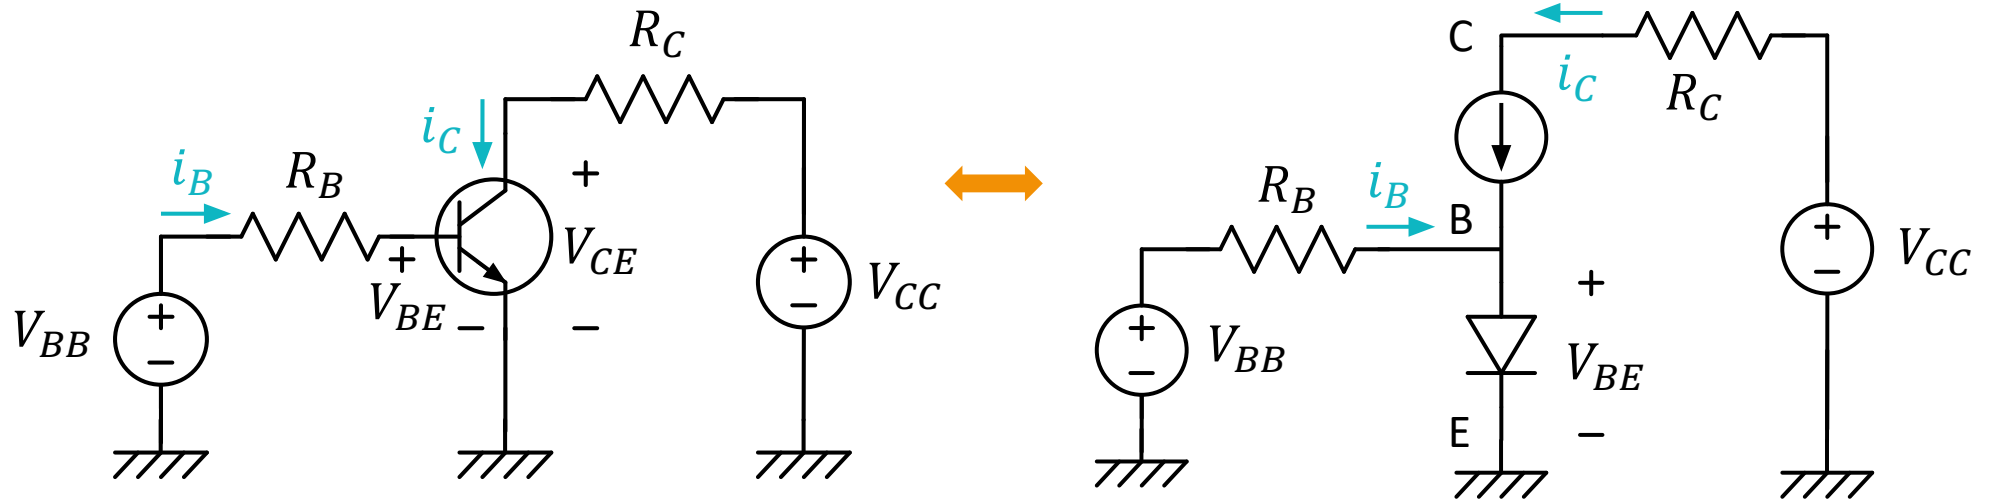 R_C
i_C
i_B
R_B
+
V_CE
+
V_BE
−
−
+
−
V_BB
+
−
V_CC
C
i_C
R_C
R_B
i_B
B
+
−
V_CC
+
−
V_BB
+
V_BE
−
E